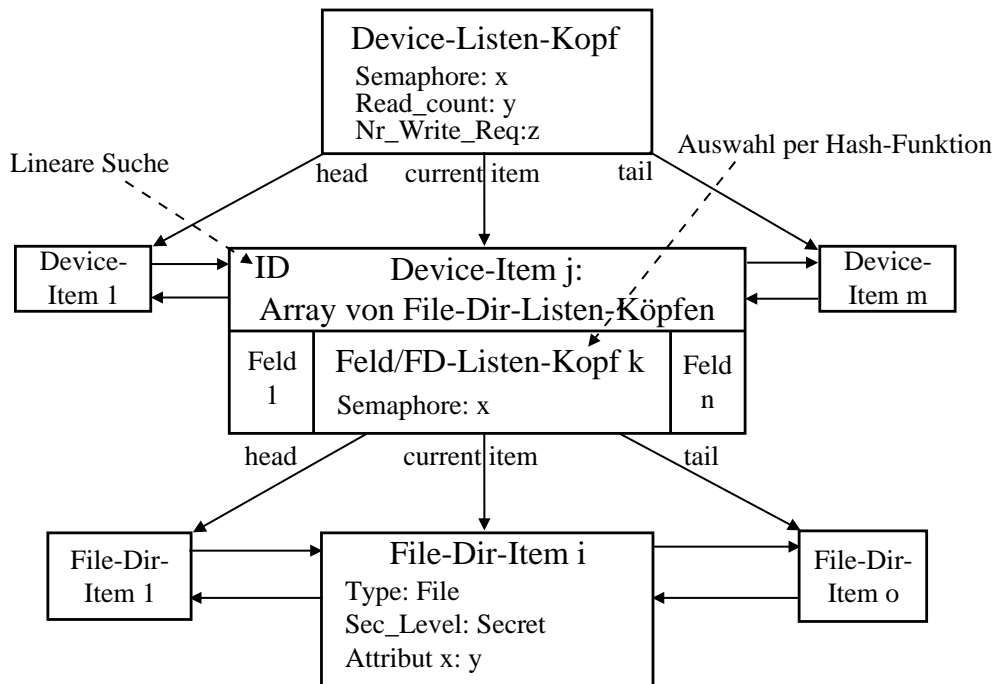 Device-Listen-Kopf
Semaphore: x
Read_count: y
Nr_Write_Req:z
Auswahl per Hash-Funktion
Lineare Suche
head
current item
tail
Device-
Item 1
ID
Device-Item j:
Array von File-Dir-Listen-Köpfen
Device-
Item m
Feld
1
Feld/FD-Listen-Kopf k
Semaphore: x
Feld
n
head
current item
tail
File-Dir-
Item 1
File-Dir-Item i
Type: File
Sec_Level: Secret
Attribut x: y
File-Dir-
Item o